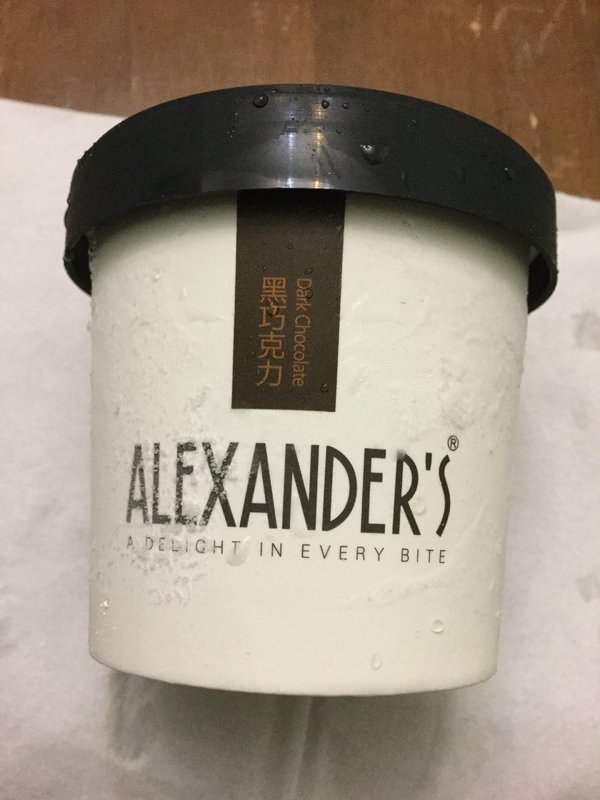 黑巧克力
Dark Chocolate
ALEXANDER'S®
A DELIGHT IN EVERY BITE